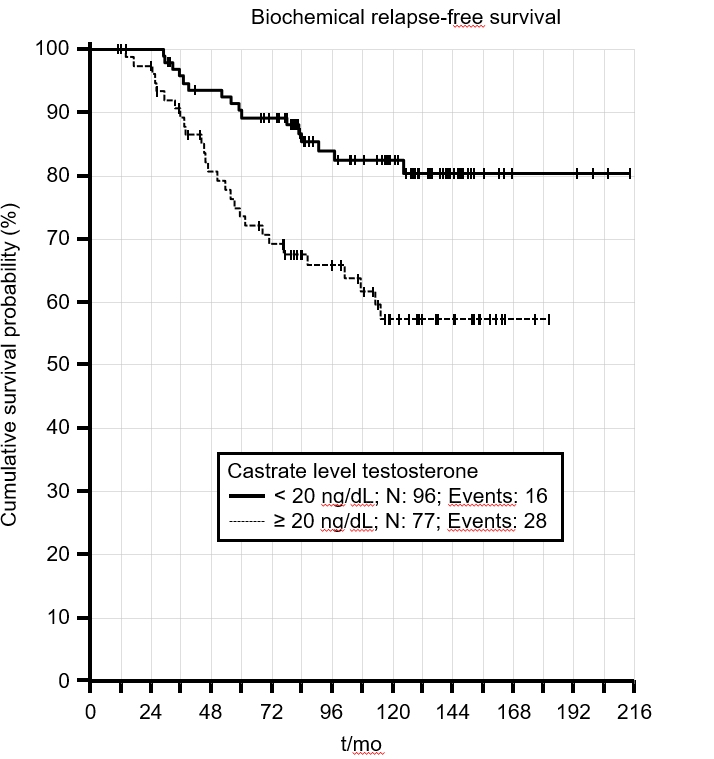 Biochemical relapse-free survival
Cumulative survival probability (%)
100
90
80
70
60
50
40
30
20
10
0
Castrate level testosterone
< 20 ng/dL; N: 96; Events: 16
≥ 20 ng/dL; N: 77; Events: 28
0 24 48 72 96 120 144 168 192 216
t/mo